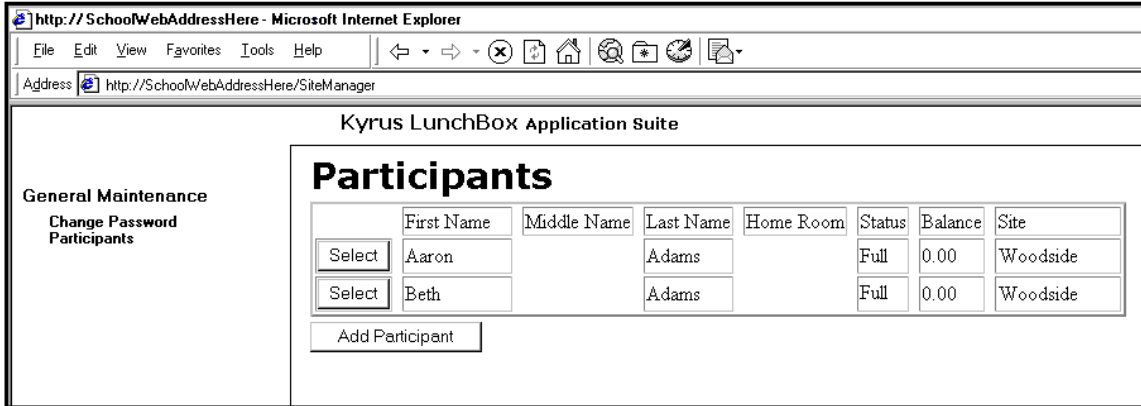 http:// SchoolWebAddressHere - Microsoft Internet Explorer
File Edit View Favorites Tools Help
Address http://SchoolWebAddressHere/SiteManager
Kyrus LunchBox Application Suite
General Maintenance
Change Password
Participants
Participants
First Name Middle Name Last Name Home Room Status Balance Site
Select Aaron Adams Full 0.00 Woodside
Select Beth Adams Full 0.00 Woodside
Add Participant